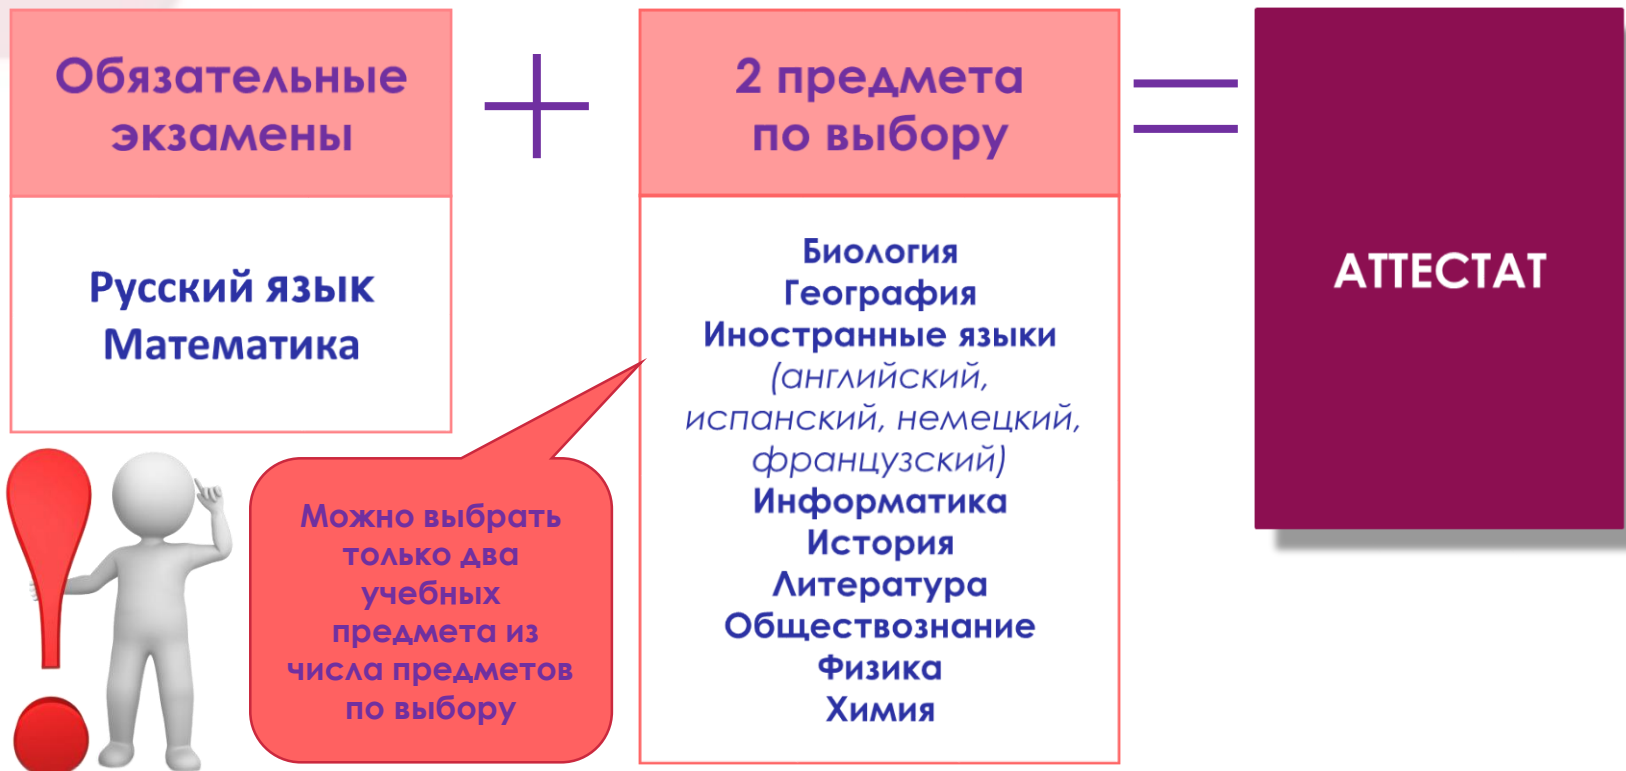 Обязательные
экзамены
Русский язык
Математика
2 предмета
по выбору
Биология
География
Иностранные языки
(английский,
испанский, немецкий,
французский)
Информатика
История
Литература
Обществознание
Физика
Химия
Можно выбрать
только два
учебных
предмета из
числа предметов
по выбору
АТТЕСТАТ